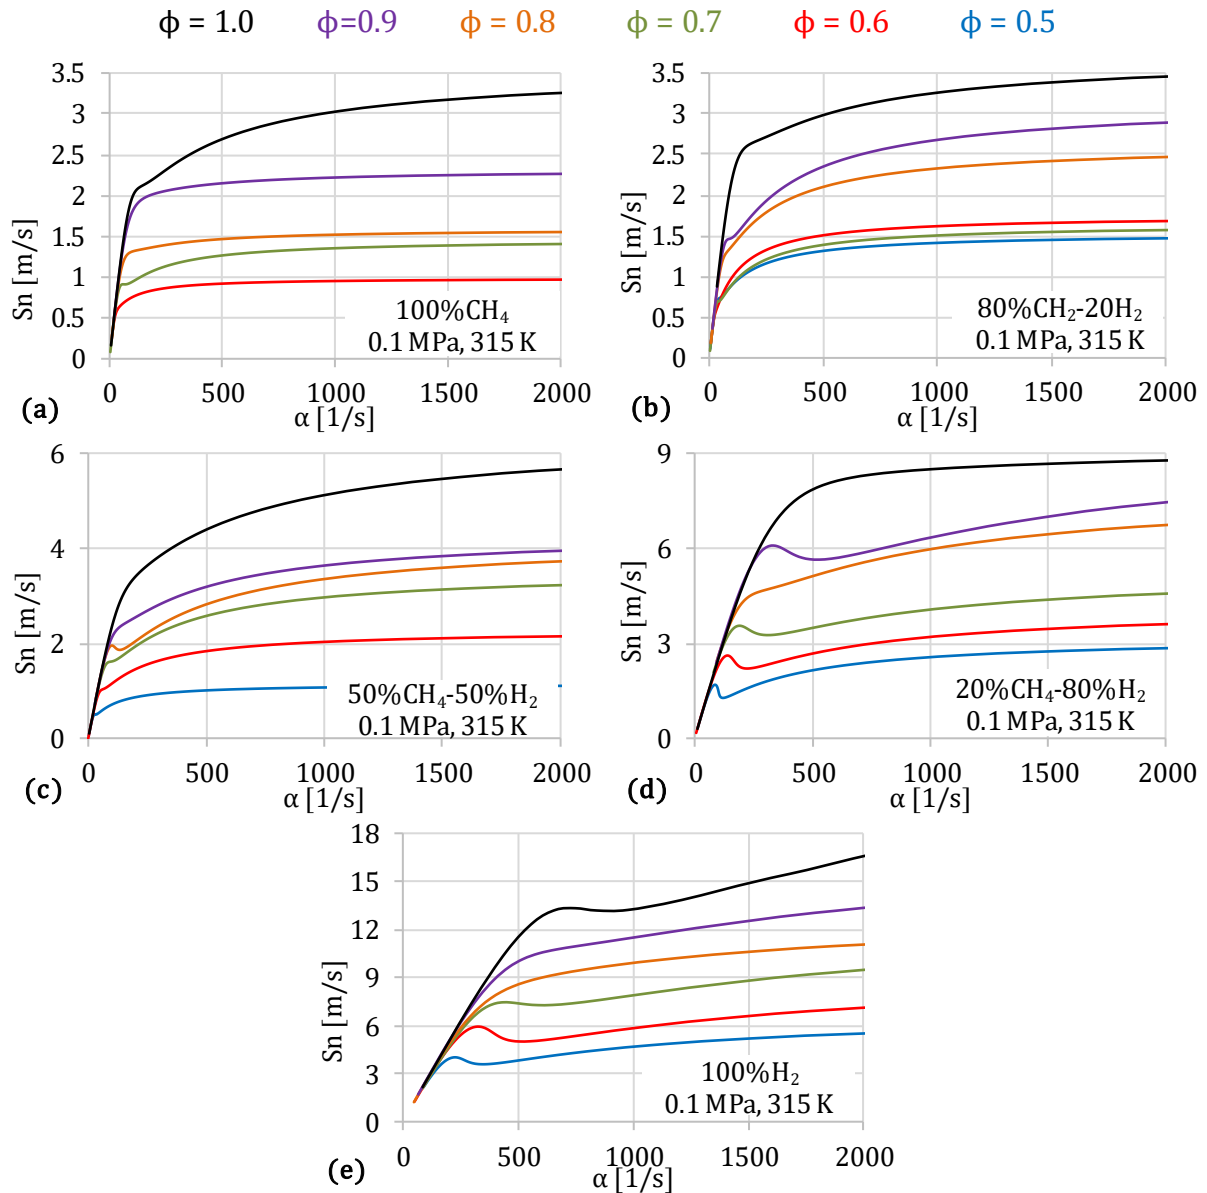 ϕ = 1.0 ϕ=0.9 ϕ = 0.8 ϕ = 0.7 ϕ = 0.6 ϕ = 0.5
3.5
3
2.5
2
1.5
1
0.5
0
Sn [m/s]
0 500 1000 1500 2000
α [1/s]
100%CH₄
0.1 MPa, 315 K
(a)
3.5
3
2.5
2
1.5
1
0.5
0
Sn [m/s]
0 500 1000 1500 2000
α [1/s]
80%CH₂-20H₂
0.1 MPa, 315 K
(b)
6
4
2
0
Sn [m/s]
0 500 1000 1500 2000
α [1/s]
50%CH₄-50%H₂
0.1 MPa, 315 K
(c)
9
6
3
0
Sn [m/s]
0 500 1000 1500 2000
α [1/s]
20%CH₄-80%H₂
0.1 MPa, 315 K
(d)
18
15
12
9
6
3
0
Sn [m/s]
0 500 1000 1500 2000
α [1/s]
100%H₂
0.1 MPa, 315 K
(e)